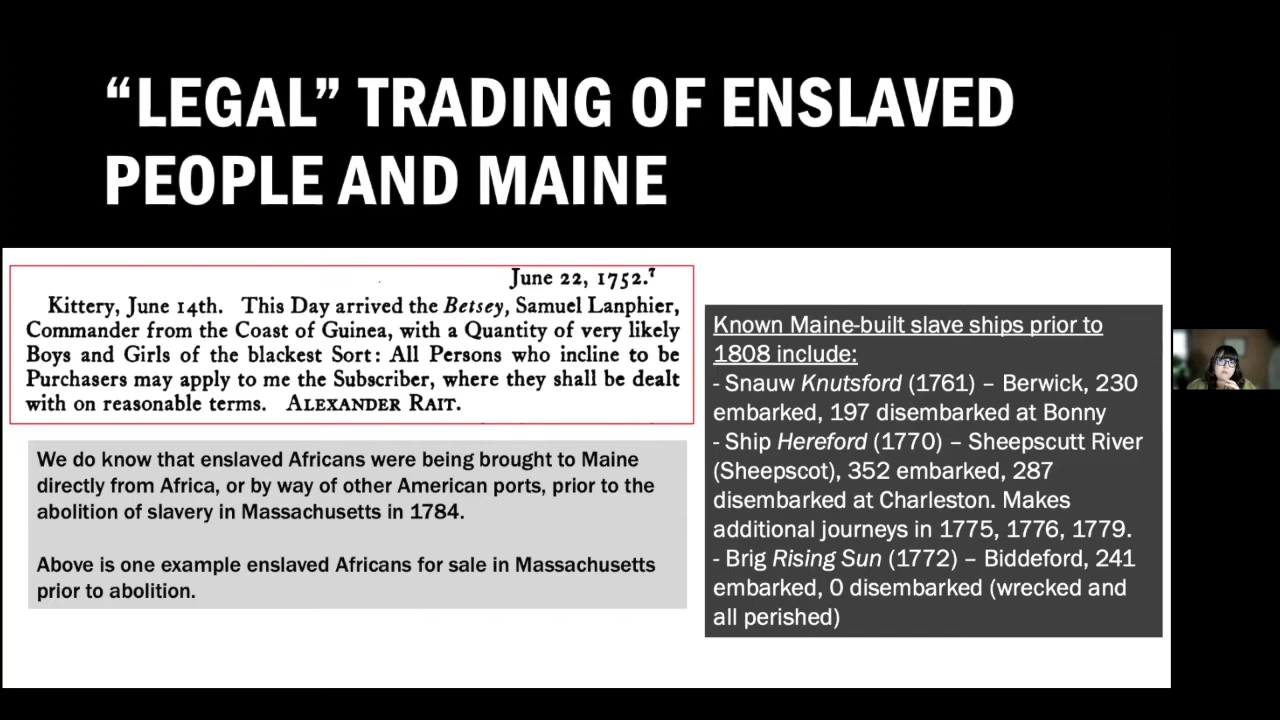 “LEGAL” TRADING OF ENSLAVED
PEOPLE AND MAINE
June 22, 1752.⁷
Kittery, June 14th. This Day arrived the Betsey, Samuel Lanphier,
Commander from the Coast of Guinea, with a Quantity of very likely
Boys and Girls of the blackest Sort: All Persons who incline to be
Purchasers may apply to me the Subscriber, where they shall be dealt
with on reasonable terms. ALEXANDER RAIT.
We do know that enslaved Africans were being brought to Maine
directly from Africa, or by way of other American ports, prior to the
abolition of slavery in Massachusetts in 1784.
Above is one example enslaved Africans for sale in Massachusetts
prior to abolition.
Known Maine-built slave ships prior to
1808 include:
- Snauw Knutsford (1761) – Berwick, 230
embarked, 197 disembarked at Bonny
- Ship Hereford (1770) – Sheepscutt River
(Sheepscot), 352 embarked, 287
disembarked at Charleston. Makes
additional journeys in 1775, 1776, 1779.
- Brig Rising Sun (1772) – Biddeford, 241
embarked, 0 disembarked (wrecked and
all perished)